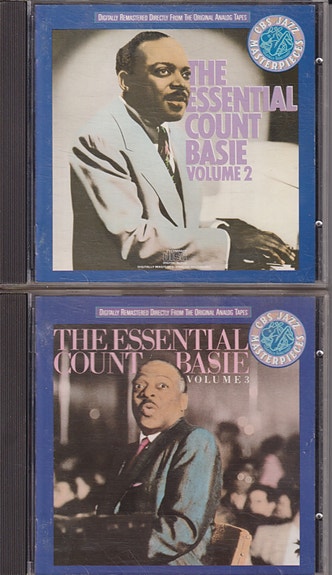 DIGITALLY REMASTERED DIRECTLY FROM THE ORIGINAL ANALOG TAPES
CBS JAZZ MASTERPIECES
THE
ESSENTIAL
COUNT
BASIE
VOLUME 2
DIGITALLY REMASTERED DIRECTLY FROM THE ORIGINAL ANALOG TAPES
CBS JAZZ MASTERPIECES
THE ESSENTIAL
COUNT BASIE
VOLUME 3